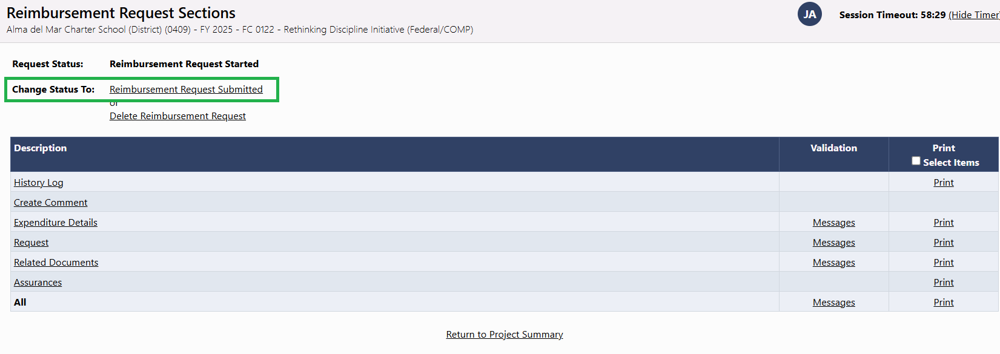 Reimbursement Request Sections
JA
Session Timeout: 58:29 (Hide Timer
Alma del Mar Charter School (District) (0409) - FY 2025 - FC 0122 - Rethinking Discipline Initiative (Federal/COMP)
Request Status: Reimbursement Request Started
Change Status To: Reimbursement Request Submitted
or
Delete Reimbursement Request
Description Validation Print
Select Items
History Log Print
Create Comment
Expenditure Details Messages Print
Request Messages Print
Related Documents Messages Print
Assurances Print
All Messages Print
Return to Project Summary